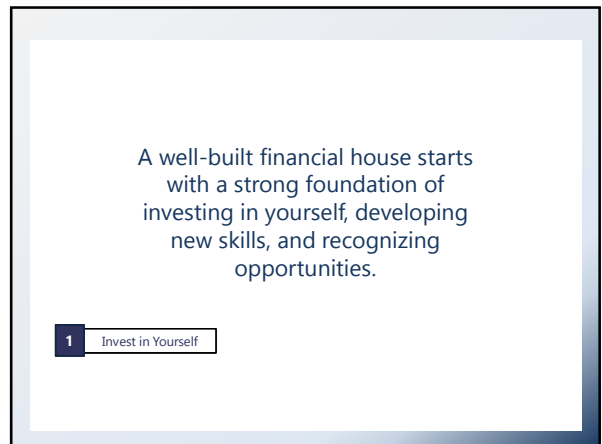 A well-built financial house starts
with a strong foundation of
investing in yourself, developing
new skills, and recognizing
opportunities.
1 Invest in Yourself